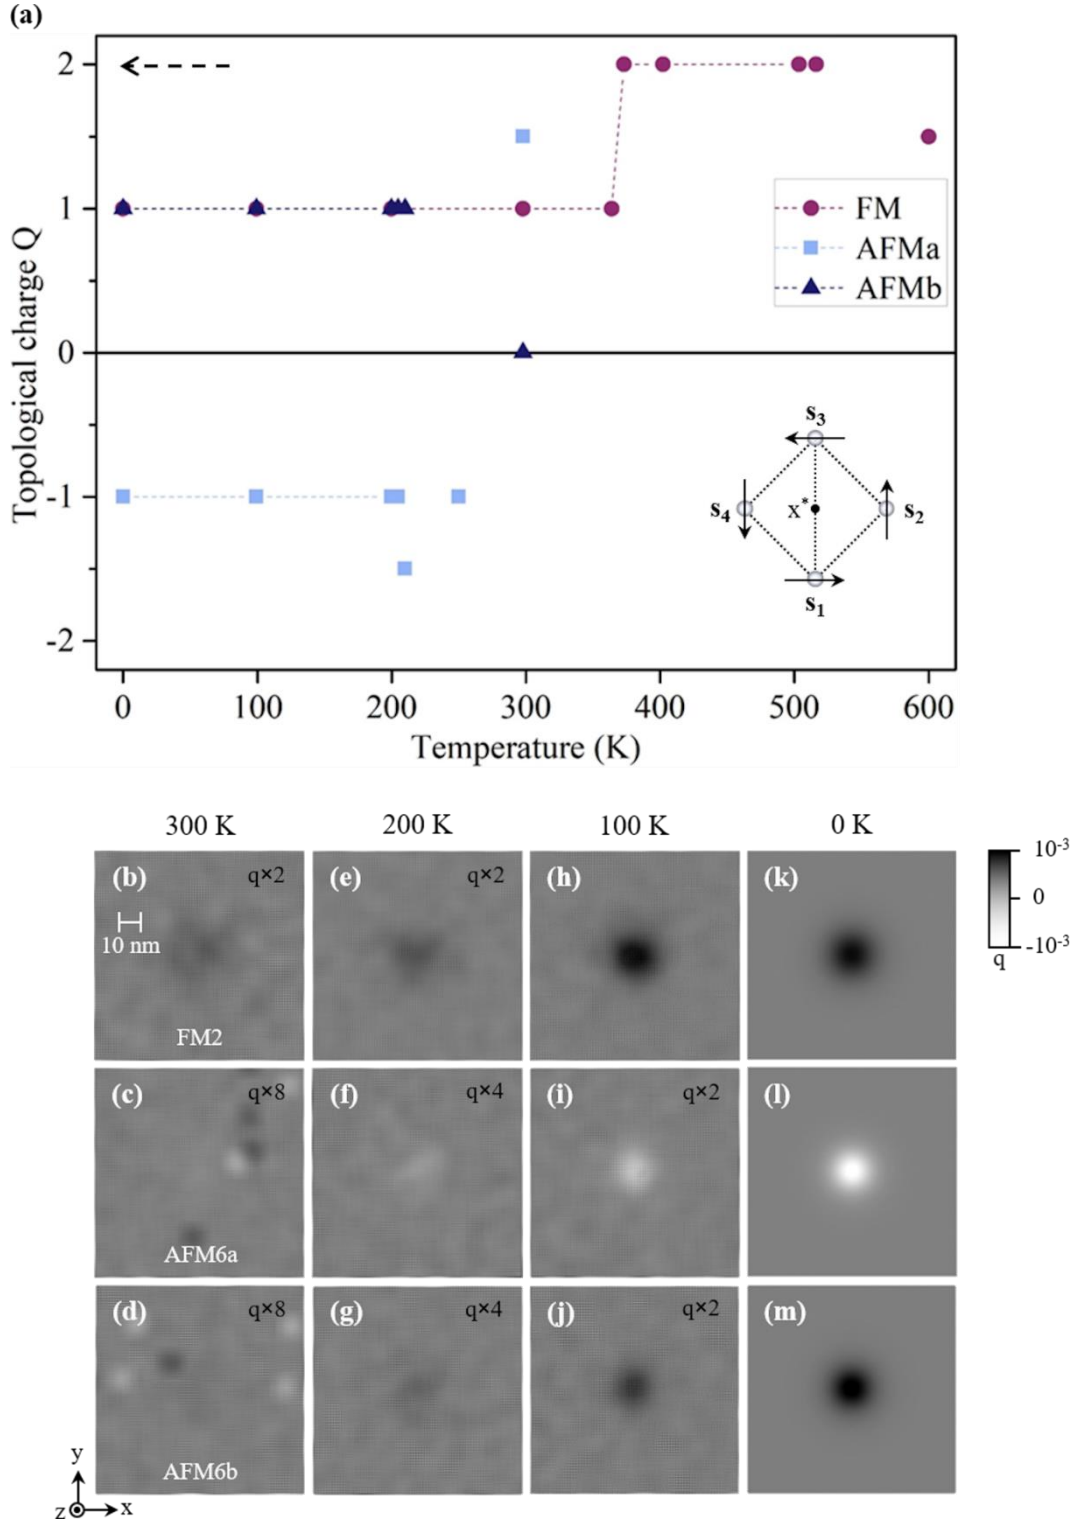 (a)
Topological charge Q
2
1
0
-1
-2
FM
AFMa
AFMb
s3
s4
x*
s2
s1
0 100 200 300 400 500 600
Temperature (K)
300 K 200 K 100 K 0 K
(b) q×2
10 nm
FM2
(e) q×2
(h)
(k)
10-3
0
-10-3
q
(c) q×8
AFM6a
(f) q×4
(i) q×2
(l)
(d) q×8
AFM6b
(g) q×4
(j) q×2
(m)
y
z x